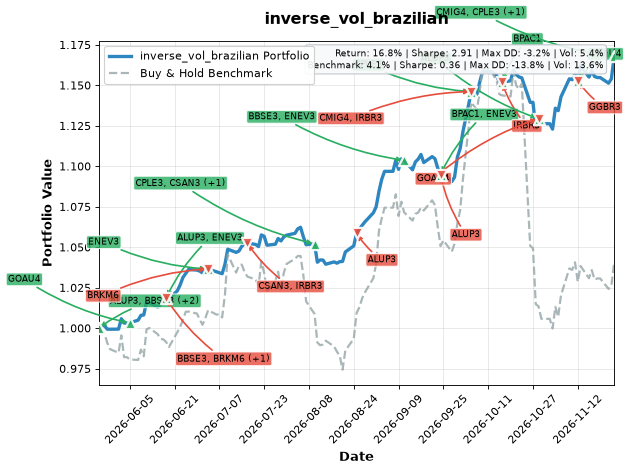 CMIG4, CPLE3 (+1)
inverse_vol_brazilian
BPAC1
1.175
inverse_vol_brazilian Portfolio
Buy & Hold Benchmark
Return: 16.8% | Sharpe: 2.91 | Max DD: -3.2% | Vol: 5.4%
4.1% | Sharpe: 0.36 | Max DD: -13.8% | Vol: 13.6%
1.150
GGBR3
BBSE3, ENEV3
CMIG4, IRBR3
BPAC1, ENEV3
1.125
IRBR3
1.100
CPLE3, CSAN3 (+1)
1.075
ALUP3, ENEV3
ENEV3
ALUP3
1.050
ALUP3
GOAU4
CSAN3, IRBR3
1.025
BRKM6
(+2)
1.000
BBSE3, BRKM6 (+1)
0.975
Portfolio Value
2026-06-05
2026-06-21
2026-07-07
2026-07-23
2026-08-08
2026-08-24
2026-09-09
2026-09-25
2026-10-11
2026-10-27
2026-11-12
Date